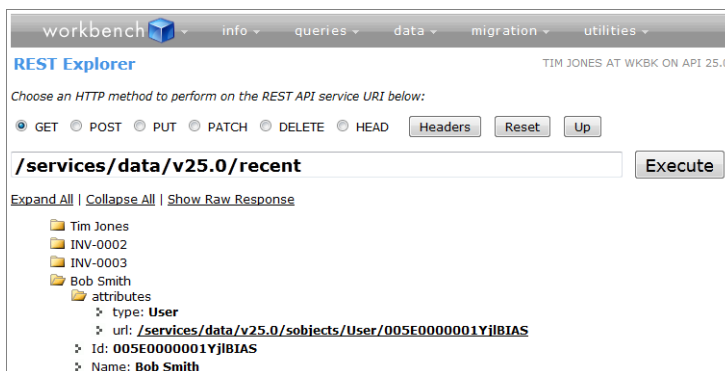 workbench info queries data migration utilities
REST Explorer TIM JONES AT WKBK ON API 25.0
Choose an HTTP method to perform on the REST API service URI below:
GET POST PUT PATCH DELETE HEAD Headers Reset Up
/services/data/v25.0/recent Execute
Expand All | Collapse All | Show Raw Response
Tim Jones
INV-0002
INV-0003
Bob Smith
attributes
type: User
url: /services/data/v25.0/sobjects/User/005E0000001YjlBIAS
Id: 005E0000001YjlBIAS
Name: Bob Smith